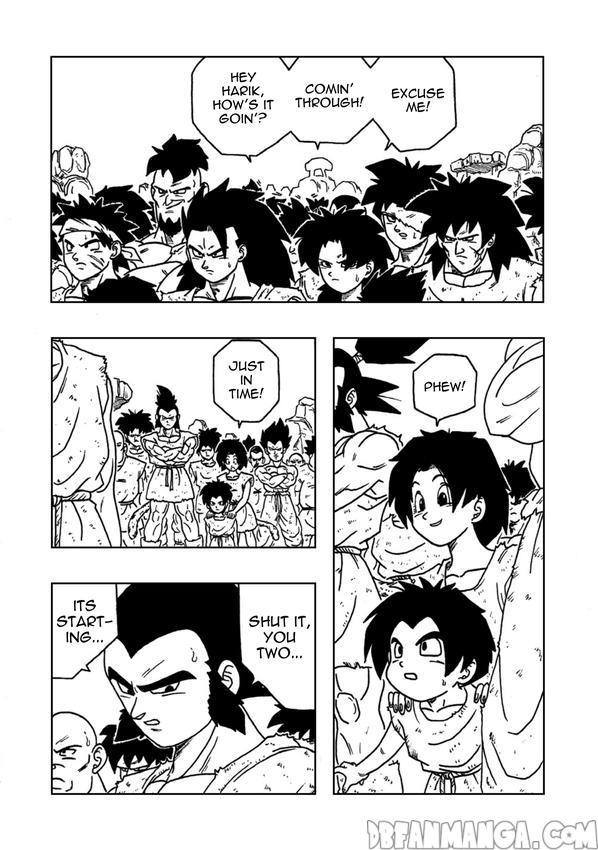 HEY
HARIK,
HOW'S IT
GOIN'?
COMIN'
THROUGH!
EXCUSE
ME!
JUST
IN
TIME!
PHEW!
ITS
START-
ING...
SHUT IT,
YOU
TWO...
DBFANMANGA.COM